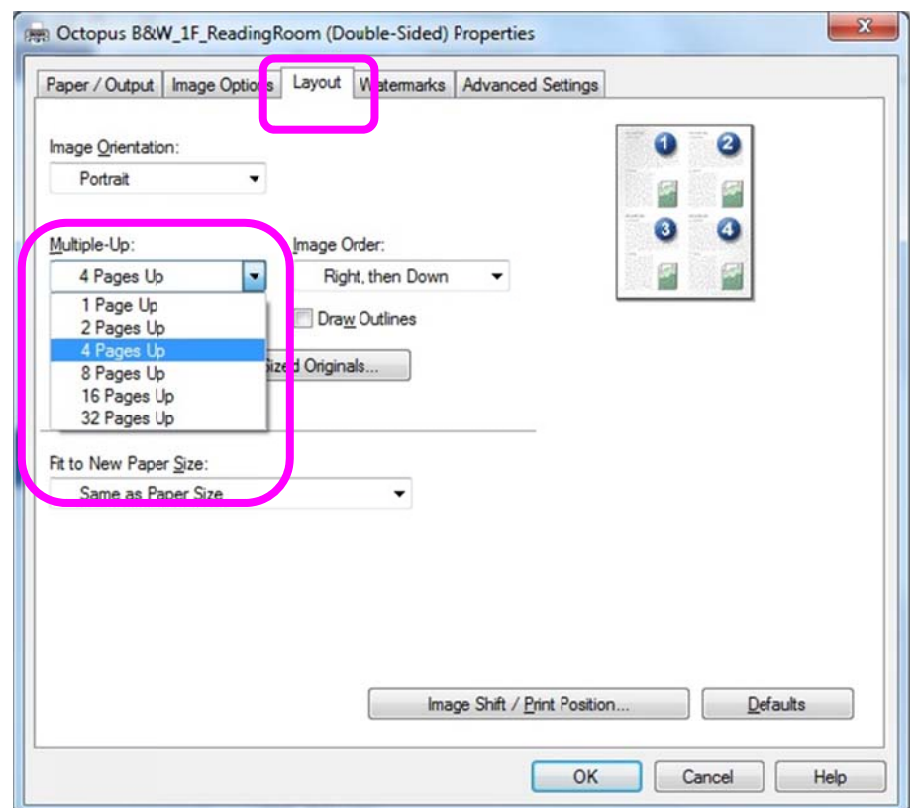 Octopus B&W_1F_ReadingRoom (Double-Sided) Properties
X
Paper / Output Image Options Layout Watermarks Advanced Settings
Image Orientation:
Portrait
1 2
3 4
Multiple-Up: Image Order:
4 Pages Up Right, then Down
1 Page Up
2 Pages Up Draw Outlines
4 Pages Up
8 Pages Up Sized Originals...
16 Pages Up
32 Pages Up
Fit to New Paper Size:
Same as Paper Size
Image Shift / Print Position... Defaults
OK Cancel Help